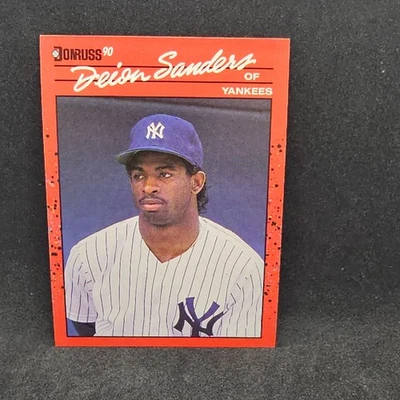 DONRUSS '90
Deion Sanders
OF
YANKEES
NY
NY